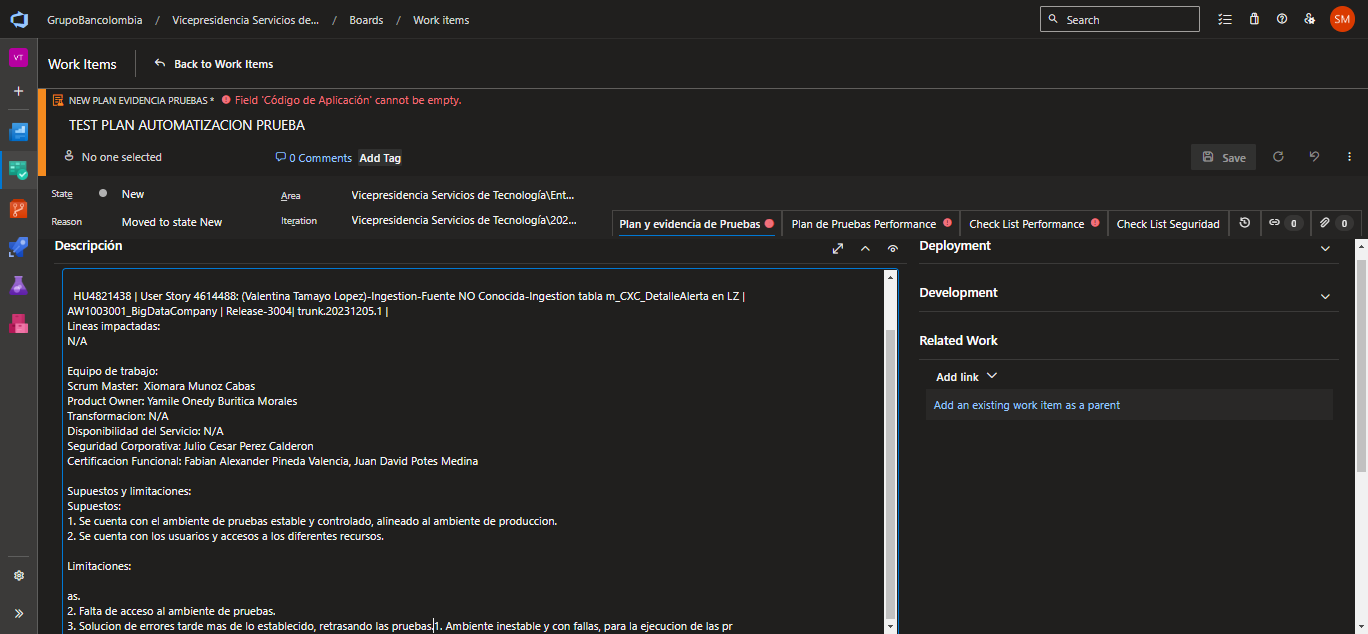 GrupoBancolombia / Vicepresidencia Servicios de... / Boards / Work items
Search
SM
VT
Work Items
Back to Work Items
NEW PLAN EVIDENCIA PRUEBAS * Field 'Código de Aplicación' cannot be empty.
TEST PLAN AUTOMATIZACION PRUEBA
No one selected
0 Comments
Add Tag
Save
State
New
Area
Vicepresidencia Servicios de Tecnología\Ent...
Reason
Moved to state New
Iteration
Vicepresidencia Servicios de Tecnología\202...
Plan y evidencia de Pruebas
Plan de Pruebas Performance
Check List Performance
Check List Seguridad
0
0
Descripción
HU4821438 | User Story 4614488: (Valentina Tamayo Lopez)-Ingestion-Fuente NO Conocida-Ingestion tabla m_CXC_DetalleAlerta en LZ |
AW1003001_BigDataCompany | Release-3004| trunk.20231205.1 |
Lineas impactadas:
N/A
Equipo de trabajo:
Scrum Master:  Xiomara Munoz Cabas
Product Owner: Yamile Onedy Buritica Morales
Transformacion: N/A
Disponibilidad del Servicio: N/A
Seguridad Corporativa: Julio Cesar Perez Calderon
Certificacion Funcional: Fabian Alexander Pineda Valencia, Juan David Potes Medina
Supuestos y limitaciones:
Supuestos:
1. Se cuenta con el ambiente de pruebas estable y controlado, alineado al ambiente de produccion.
2. Se cuenta con los usuarios y accesos a los diferentes recursos.
Limitaciones:
as.
2. Falta de acceso al ambiente de pruebas.
3. Solucion de errores tarde mas de lo establecido, retrasando las pruebas.1. Ambiente inestable y con fallas, para la ejecucion de las pr
Deployment
Development
Related Work
Add link
Add an existing work item as a parent